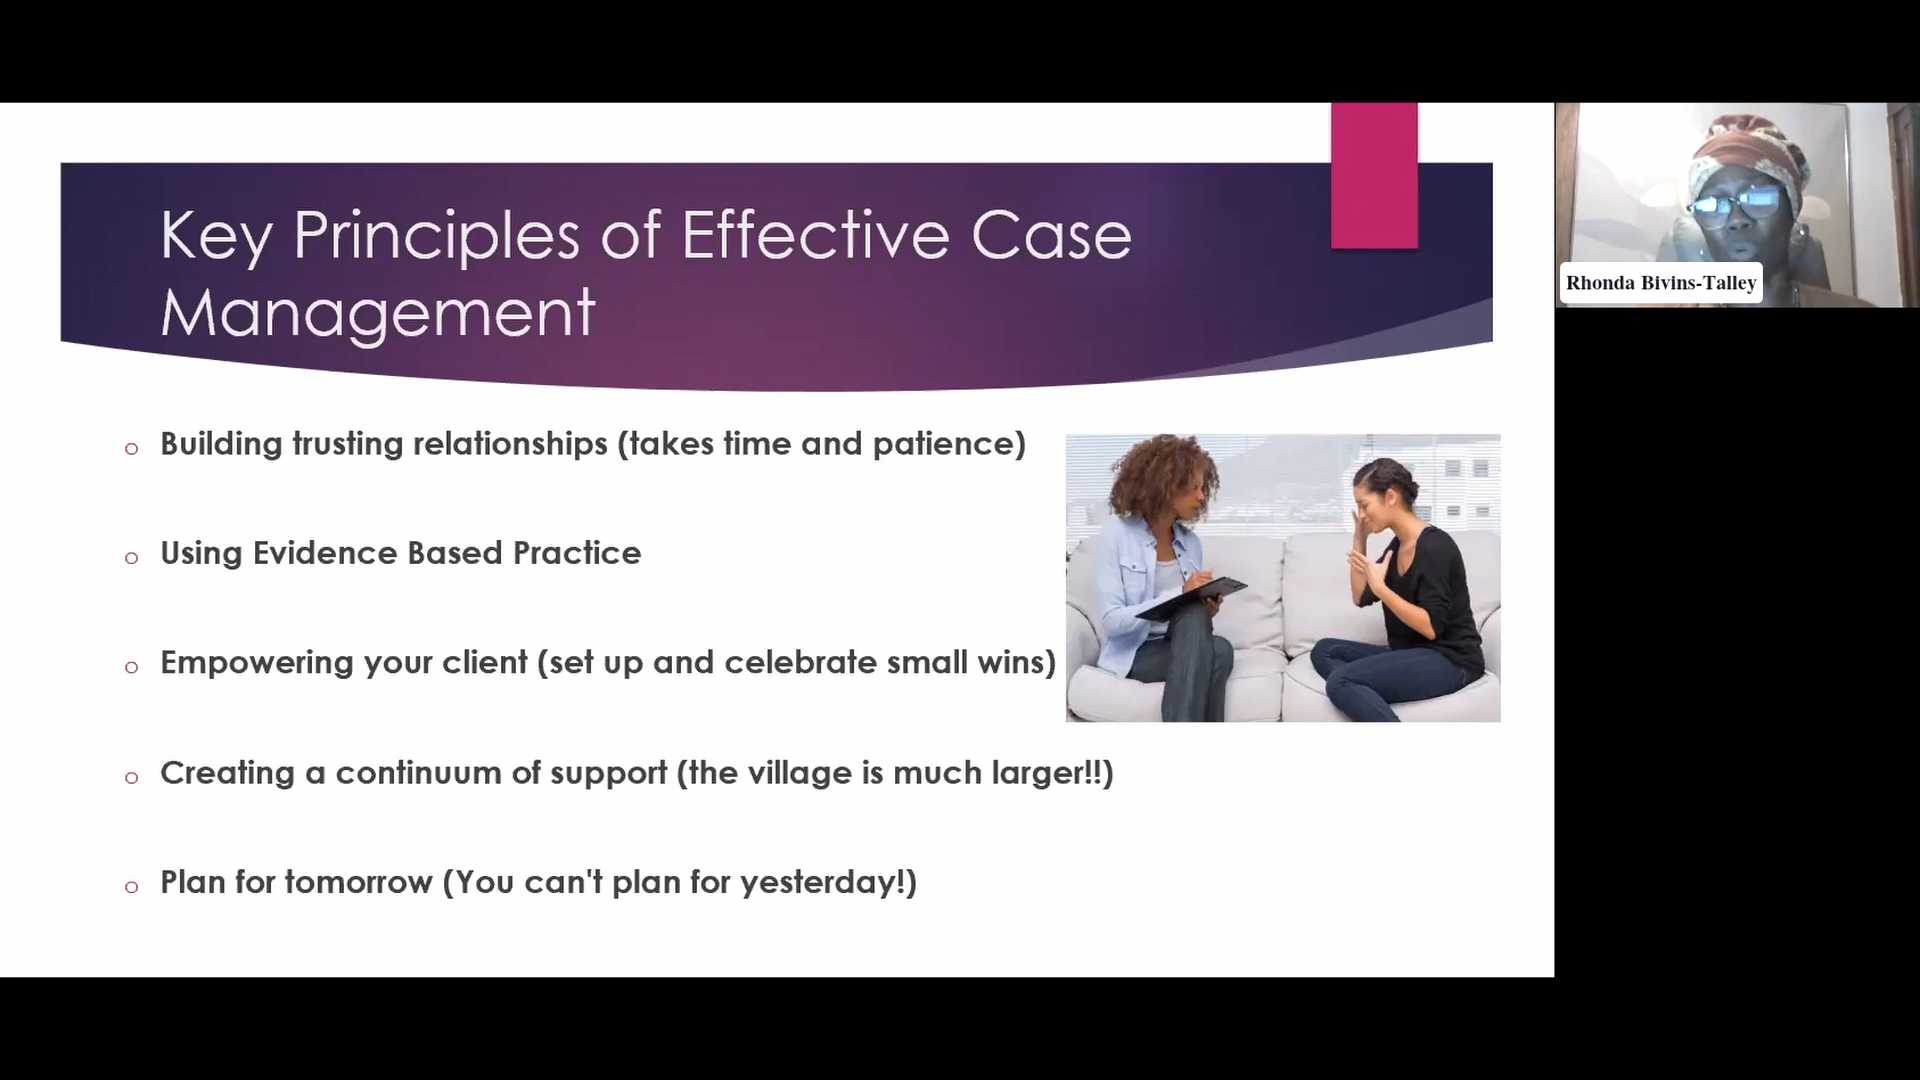 Key Principles of Effective Case
Management
Building trusting relationships (takes time and patience)
Using Evidence Based Practice
Empowering your client (set up and celebrate small wins)
Creating a continuum of support (the village is much larger!!)
Plan for tomorrow (You can't plan for yesterday!)
Rhonda Bivins-Talley